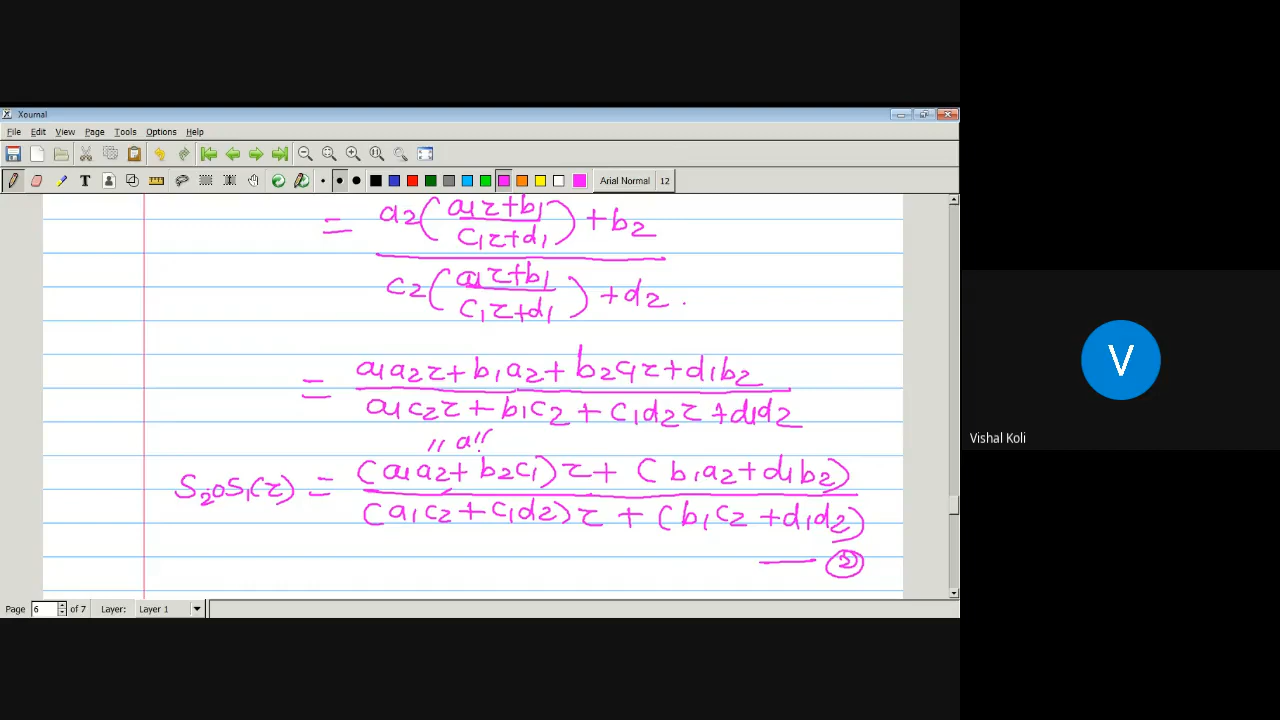 Xournal
File Edit View Page Tools Options Help
T Arial Normal 12
= a₂((a₁z+b₁)/(c₁z+d₁)) + b₂
c₂((a₁z+b₁)/(c₁z+d₁)) + d₂.
= a₁a₂z + b₁a₂ + b₂c₁z + d₁b₂
a₁c₂z + b₁c₂ + c₁d₂z + d₁d₂
"a"
S₂oS₁(z) = (a₁a₂ + b₂c₁)z + (b₁a₂ + d₁b₂)
(a₁c₂ + c₁d₂)z + (b₁c₂ + d₁d₂)
— ②
V
Vishal Koli
Page 6 of 7 Layer: Layer 1